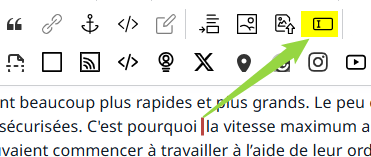 nt beaucoup plus rapides et plus grands. Le peu
sécurisées. C'est pourquoi la vitesse maximum a
vaient commencer à travailler à l'aide de leur ord